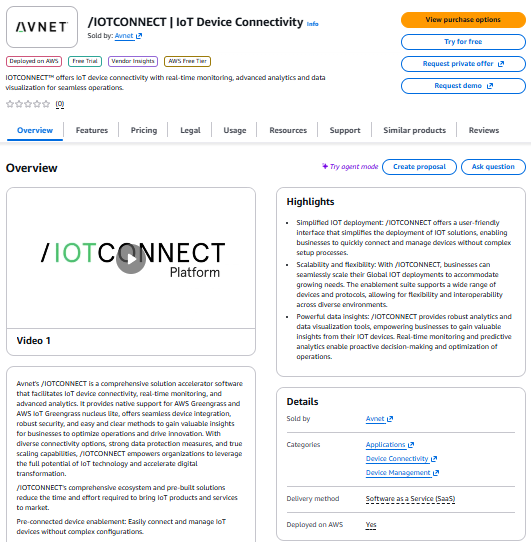 /\VNET
/IOTCONNECT | IoT Device Connectivity Info
Sold by: Avnet
Deployed on AWS Free Trial Vendor Insights AWS Free Tier
IOTCONNECT™ offers IoT device connectivity with real-time monitoring, advanced analytics and data
visualization for seamless operations.
(0)
View purchase options
Try for free
Request private offer
Request demo
Overview Features Pricing Legal Usage Resources Support Similar products Reviews
Overview
Try agent mode
Create proposal
Ask question
/IOTCONNECT
Platform
Video 1
Avnet's /IOTCONNECT is a comprehensive solution accelerator software
that facilitates IoT device connectivity, real-time monitoring, and
advanced analytics. It provides native support for AWS Greengrass and
AWS IoT Greengrass nucleus lite, offers seamless device integration,
robust security, and easy and clear methods to gain valuable insights
for businesses to optimize operations and drive innovation. With
diverse connectivity options, strong data protection measures, and true
scaling capabilities, /IOTCONNECT empowers organizations to leverage
the full potential of IoT technology and accelerate digital
transformation.
/IOTCONNECT's comprehensive ecosystem and pre-built solutions
reduce the time and effort required to bring IoT products and services
to market.
Pre-connected device enablement: Easily connect and manage IoT
devices without complex configurations.
Highlights
• Simplified IOT deployment: /IOTCONNECT offers a user-friendly
interface that simplifies the deployment of IOT solutions, enabling
businesses to quickly connect and manage devices without complex
setup processes.
• Scalability and flexibility: With /IOTCONNECT, businesses can
seamlessly scale their Global IOT deployments to accommodate
growing needs. The enablement suite supports a wide range of
devices and protocols, allowing for flexibility and interoperability
across diverse environments.
• Powerful data insights: /IOTCONNECT provides robust analytics and
data visualization tools, empowering businesses to gain valuable
insights from their IOT devices. Real-time monitoring and predictive
analytics enable proactive decision-making and optimization of
operations.
Details
Sold by Avnet
Categories Applications
Device Connectivity
Device Management
Delivery method Software as a Service (SaaS)
Deployed on AWS Yes